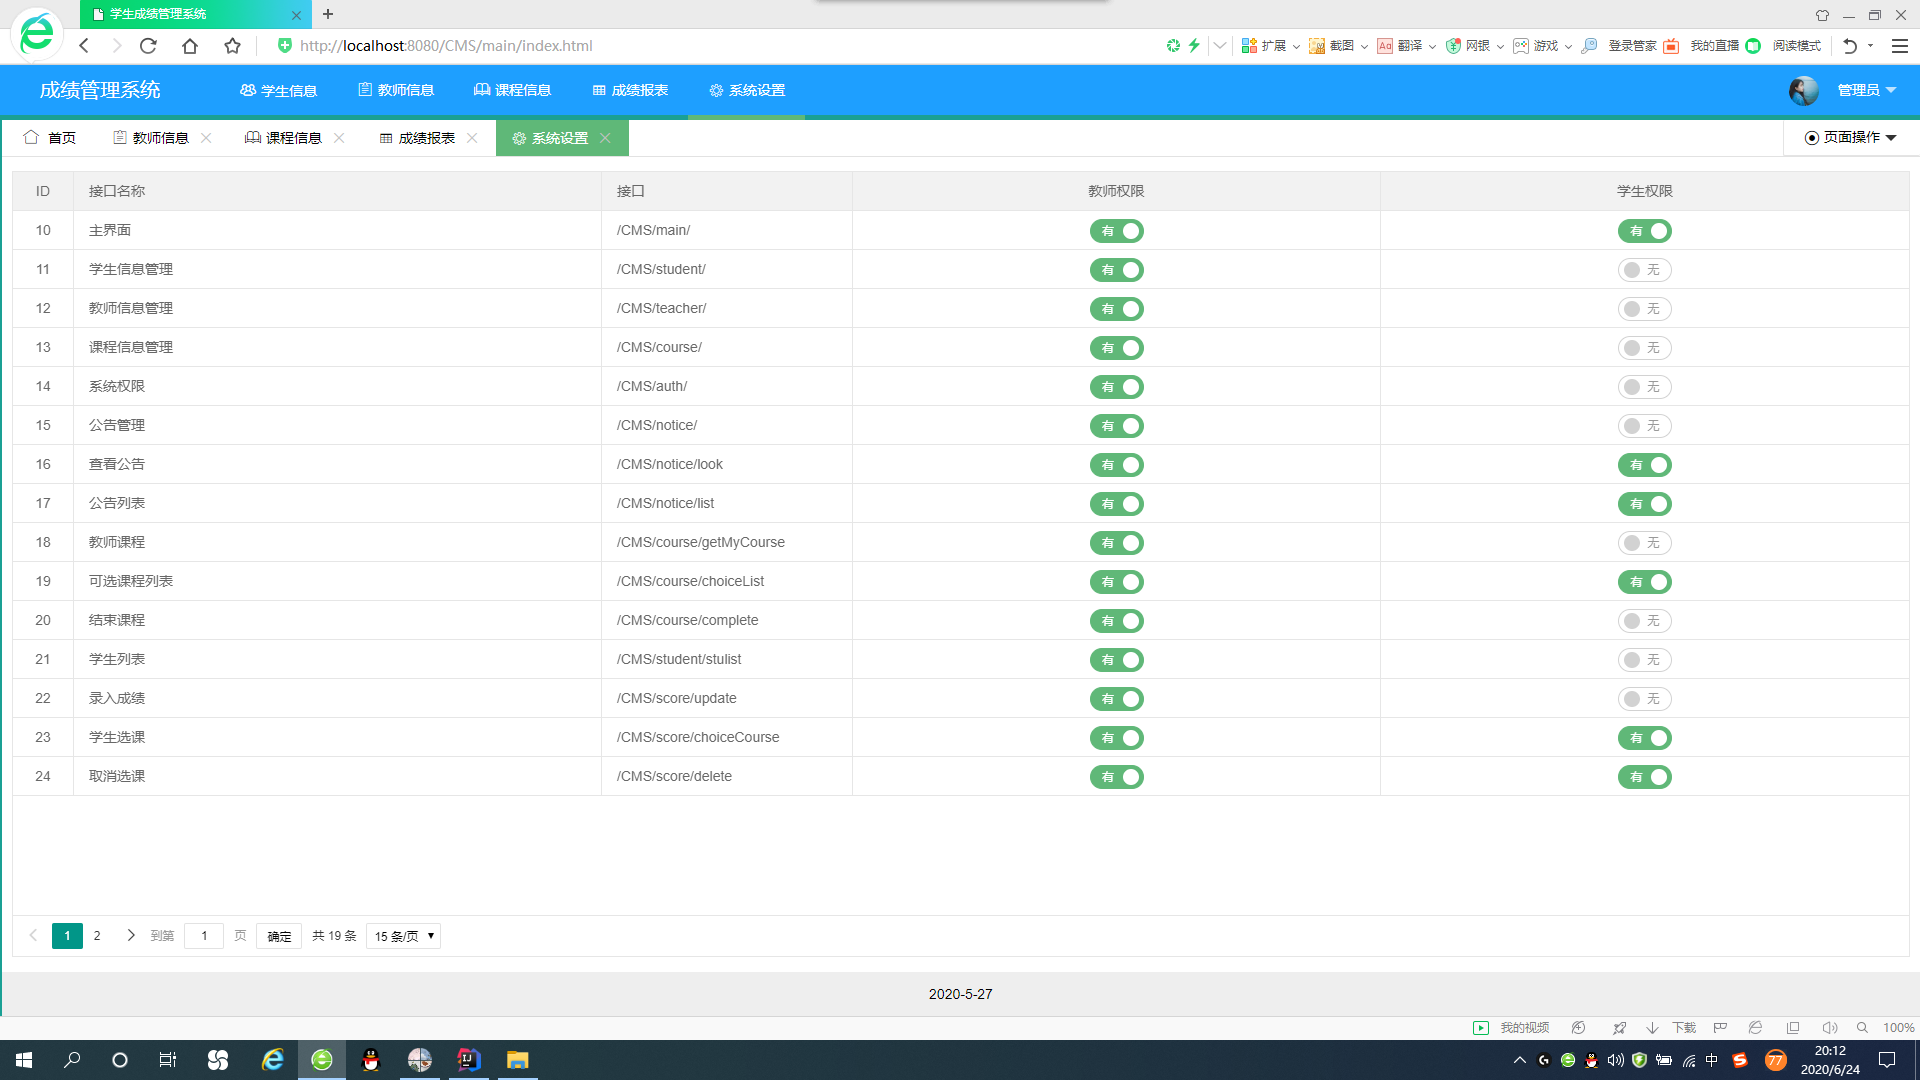 学生成绩管理系统
http://localhost:8080/CMS/main/index.html
扩展 截图 翻译 网银 游戏 登录管家 我的直播 阅读模式
成绩管理系统 学生信息 教师信息 课程信息 成绩报表 系统设置 管理员
首页 教师信息 课程信息 成绩报表 系统设置 页面操作
ID 接口名称 接口 教师权限 学生权限
10 主界面 /CMS/main/ 有 有
11 学生信息管理 /CMS/student/ 有 无
12 教师信息管理 /CMS/teacher/ 有 无
13 课程信息管理 /CMS/course/ 有 无
14 系统权限 /CMS/auth/ 有 无
15 公告管理 /CMS/notice/ 有 无
16 查看公告 /CMS/notice/look 有 有
17 公告列表 /CMS/notice/list 有 有
18 教师课程 /CMS/course/getMyCourse 有 无
19 可选课程列表 /CMS/course/choiceList 有 有
20 结束课程 /CMS/course/complete 有 无
21 学生列表 /CMS/student/stulist 有 无
22 录入成绩 /CMS/score/update 有 无
23 学生选课 /CMS/score/choiceCourse 有 有
24 取消选课 /CMS/score/delete 有 有
1 2 到第 1 页 确定 共 19 条 15 条/页
2020-5-27
我的视频 下载 100%
中 77 20:12
2020/6/24